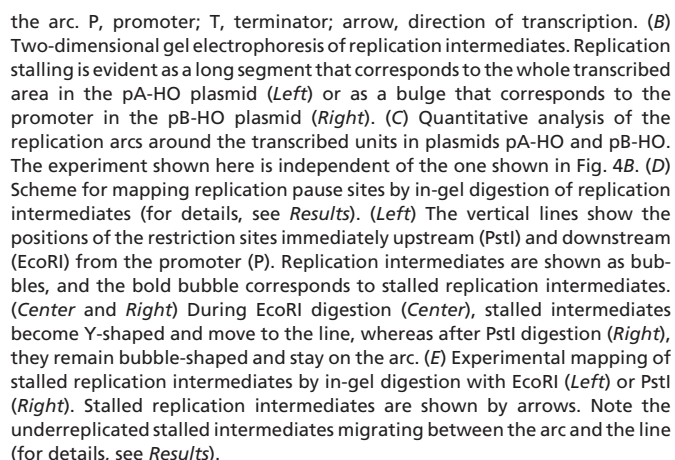 the arc. P, promoter; T, terminator; arrow, direction of transcription. (B)
Two-dimensional gel electrophoresis of replication intermediates. Replication
stalling is evident as a long segment that corresponds to the whole transcribed
area in the pA-HO plasmid (Left) or as a bulge that corresponds to the
promoter in the pB-HO plasmid (Right). (C) Quantitative analysis of the
replication arcs around the transcribed units in plasmids pA-HO and pB-HO.
The experiment shown here is independent of the one shown in Fig. 4B. (D)
Scheme for mapping replication pause sites by in-gel digestion of replication
intermediates (for details, see Results). (Left) The vertical lines show the
positions of the restriction sites immediately upstream (PstI) and downstream
(EcoRI) from the promoter (P). Replication intermediates are shown as bub-
bles, and the bold bubble corresponds to stalled replication intermediates.
(Center and Right) During EcoRI digestion (Center), stalled intermediates
become Y-shaped and move to the line, whereas after PstI digestion (Right),
they remain bubble-shaped and stay on the arc. (E) Experimental mapping of
stalled replication intermediates by in-gel digestion with EcoRI (Left) or PstI
(Right). Stalled replication intermediates are shown by arrows. Note the
underreplicated stalled intermediates migrating between the arc and the line
(for details, see Results).